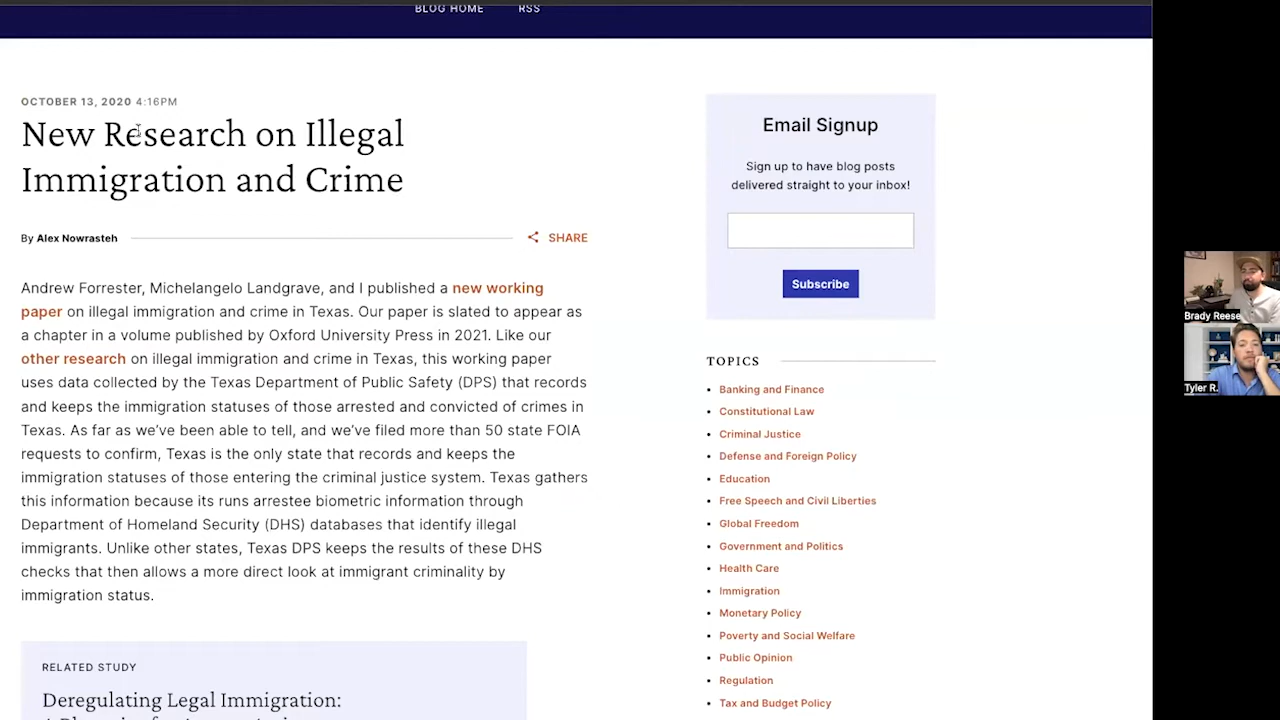 BLOG HOME
RSS
OCTOBER 13, 2020 4:16PM
New Research on Illegal
Immigration and Crime
By Alex Nowrasteh
SHARE
Andrew Forrester, Michelangelo Landgrave, and I published a new working
paper on illegal immigration and crime in Texas. Our paper is slated to appear as
a chapter in a volume published by Oxford University Press in 2021. Like our
other research on illegal immigration and crime in Texas, this working paper
uses data collected by the Texas Department of Public Safety (DPS) that records
and keeps the immigration statuses of those arrested and convicted of crimes in
Texas. As far as we’ve been able to tell, and we’ve filed more than 50 state FOIA
requests to confirm, Texas is the only state that records and keeps the
immigration statuses of those entering the criminal justice system. Texas gathers
this information because its runs arrestee biometric information through
Department of Homeland Security (DHS) databases that identify illegal
immigrants. Unlike other states, Texas DPS keeps the results of these DHS
checks that then allows a more direct look at immigrant criminality by
immigration status.
RELATED STUDY
Deregulating Legal Immigration:
Email Signup
Sign up to have blog posts
delivered straight to your inbox!
Subscribe
TOPICS
Banking and Finance
Constitutional Law
Criminal Justice
Defense and Foreign Policy
Education
Free Speech and Civil Liberties
Global Freedom
Government and Politics
Health Care
Immigration
Monetary Policy
Poverty and Social Welfare
Public Opinion
Regulation
Tax and Budget Policy
Brady Reese
Tyler R.